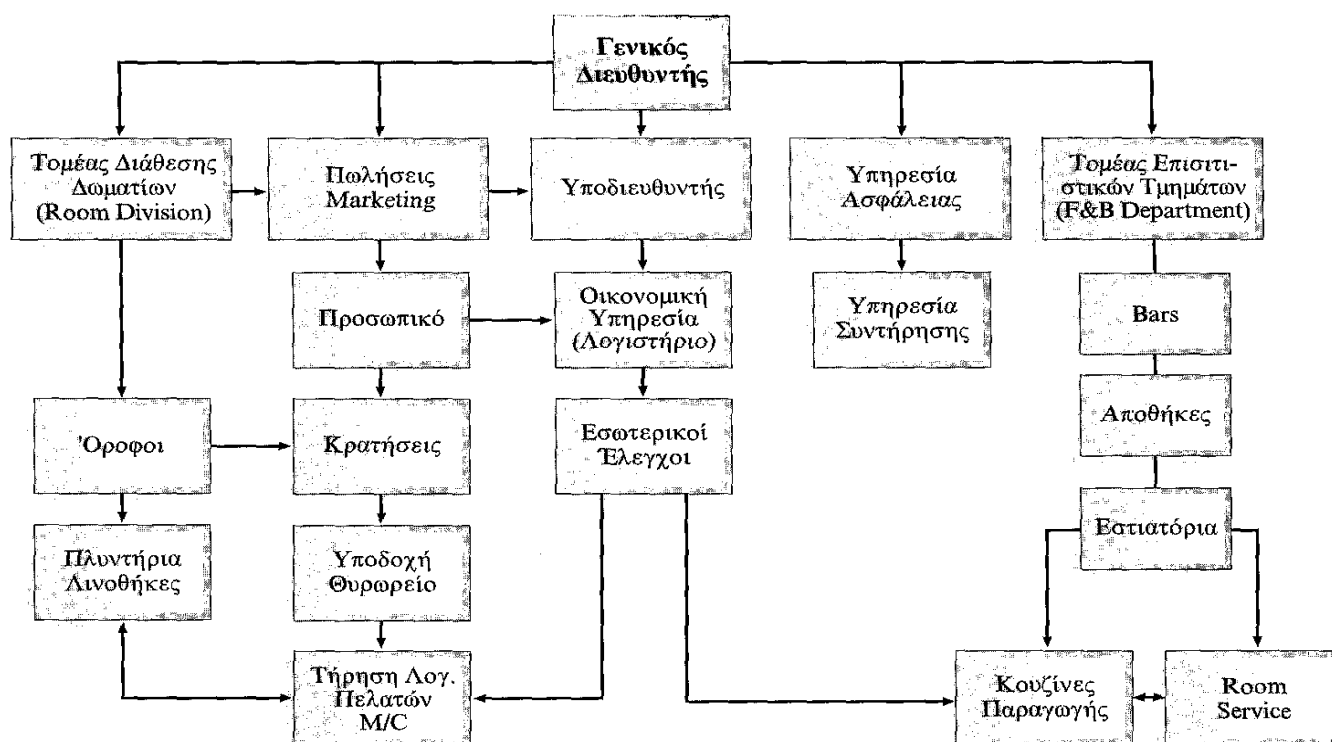 Γενικός
Διευθυντής
Τομέας Διάθεσης
Δωματίων
(Room Division)
Πωλήσεις
Marketing
Υποδιευθυντής
Υπηρεσία
Ασφάλειας
Τομέας Επισιτι-
στικών Τμημάτων
(F&B Department)
Προσωπικό
Οικονομική
Υπηρεσία
(Λογιστήριο)
Υπηρεσία
Συντήρησης
Bars
Όροφοι
Κρατήσεις
Εσωτερικοί
Έλεγχοι
Αποθήκες
Πλυντήρια
Λινοθήκες
Υποδοχή
Θυρωρείο
Εστιατόρια
Τήρηση Λογ.
Πελατών
M/C
Κουζίνες
Παραγωγής
Room
Service